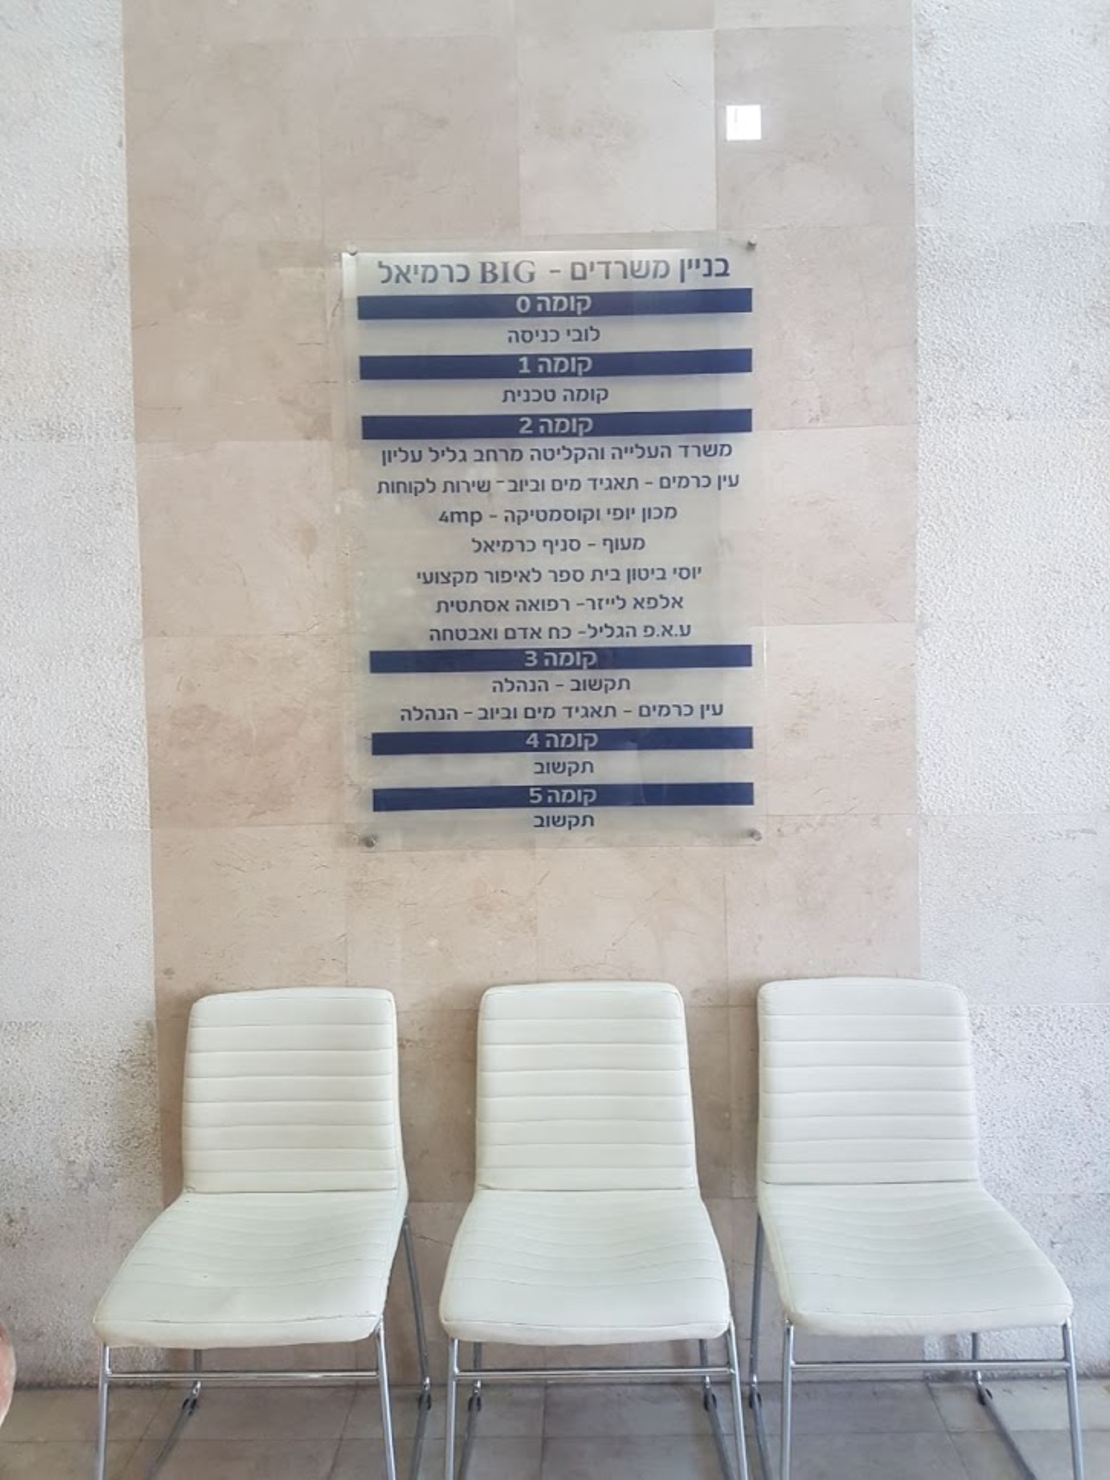 בניין משרדים - BIG כרמיאל
קומה 0
לובי כניסה
קומה 1
קומה טכנית
קומה 2
משרד העלייה והקליטה מרחב גליל עליון
עין כרמים - תאגיד מים וביוב - שירות לקוחות
מכון יופי וקוסמטיקה - 4mp
מעוף - סניף כרמיאל
יוסי ביטון בית ספר לאיפור מקצועי
אלפא לייזר- רפואה אסתטית
ע.א.פ הגליל- כח אדם ואבטחה
קומה 3
תקשוב - הנהלה
עין כרמים - תאגיד מים וביוב - הנהלה
קומה 4
תקשוב
קומה 5
תקשוב